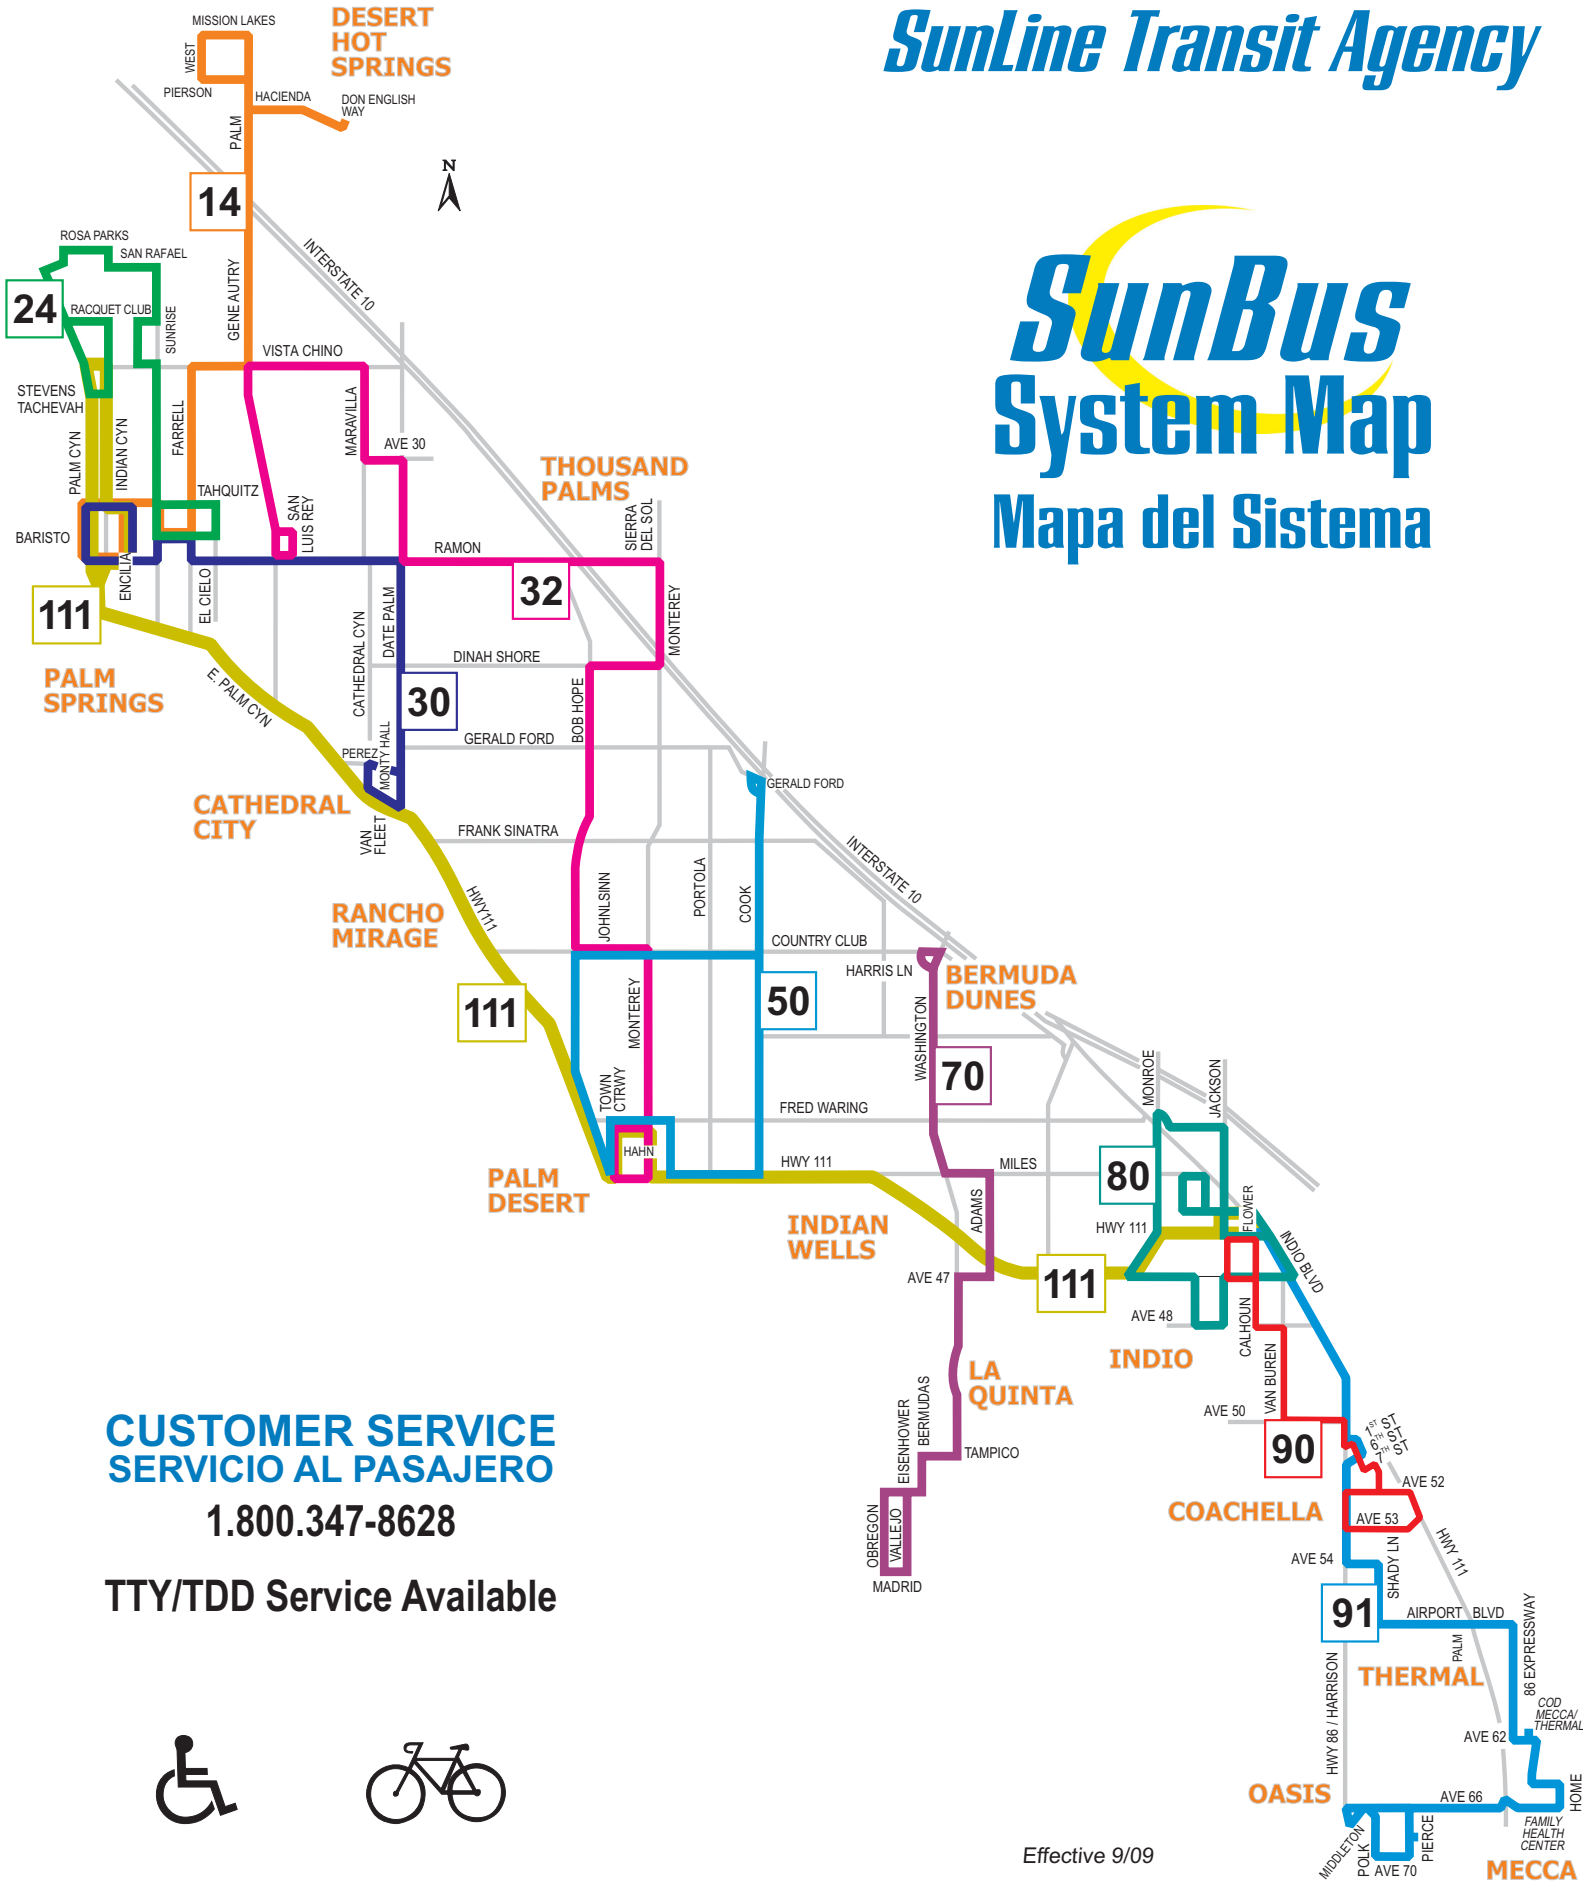 SunLine Transit Agency
SunBus
System Map
Mapa del Sistema
MISSION LAKES
DESERT
HOT
SPRINGS
WEST
PIERSON
HACIENDA
DON ENGLISH
WAY
PALM
N
14
ROSA PARKS
SAN RAFAEL
INTERSTATE 10
GENE AUTRY
24
RACQUET CLUB
SUNRISE
VISTA CHINO
STEVENS
TACHEVAH
MARAVILLA
FARRELL
AVE 30
PALM CYN
INDIAN CYN
THOUSAND
PALMS
TAHQUITZ
SAN
LUIS REY
SIERRA
DEL SOL
BARISTO
RAMON
ENCILIA
EL CIELO
32
111
CATHEDRAL CYN
DATE PALM
MONTEREY
DINAH SHORE
PALM
SPRINGS
E. PALM CYN
30
BOB HOPE
GERALD FORD
PEREZ
MONTY HALL
GERALD FORD
CATHEDRAL
CITY
VAN
FLEET
FRANK SINATRA
INTERSTATE 10
HWY111
RANCHO
MIRAGE
JOHNLSINN
PORTOLA
COOK
COUNTRY CLUB
HARRIS LN
BERMUDA
DUNES
111
MONTEREY
50
WASHINGTON
70
TOWN
CTRWY
MONROE
JACKSON
FRED WARING
HAHN
HWY 111
MILES
80
PALM
DESERT
ADAMS
FLOWER
INDIAN
WELLS
HWY 111
INDIO BLVD
AVE 47
111
AVE 48
CALHOUN
INDIO
LA
QUINTA
VAN BUREN
EISENHOWER
BERMUDAS
AVE 50
1ST ST
6TH ST
7TH ST
TAMPICO
90
AVE 52
COACHELLA
AVE 53
OBREGON
VALLEJO
HWY 111
MADRID
AVE 54
SHADY LN
91
AIRPORT BLVD
86 EXPRESSWAY
PALM
THERMAL
HWY 86 / HARRISON
COD
MECCA/
THERMAL
AVE 62
OASIS
AVE 66
HOME
FAMILY
HEALTH
CENTER
MIDDLETON
POLK
PIERCE
AVE 70
MECCA
CUSTOMER SERVICE
SERVICIO AL PASAJERO
1.800.347-8628
TTY/TDD Service Available
Effective 9/09